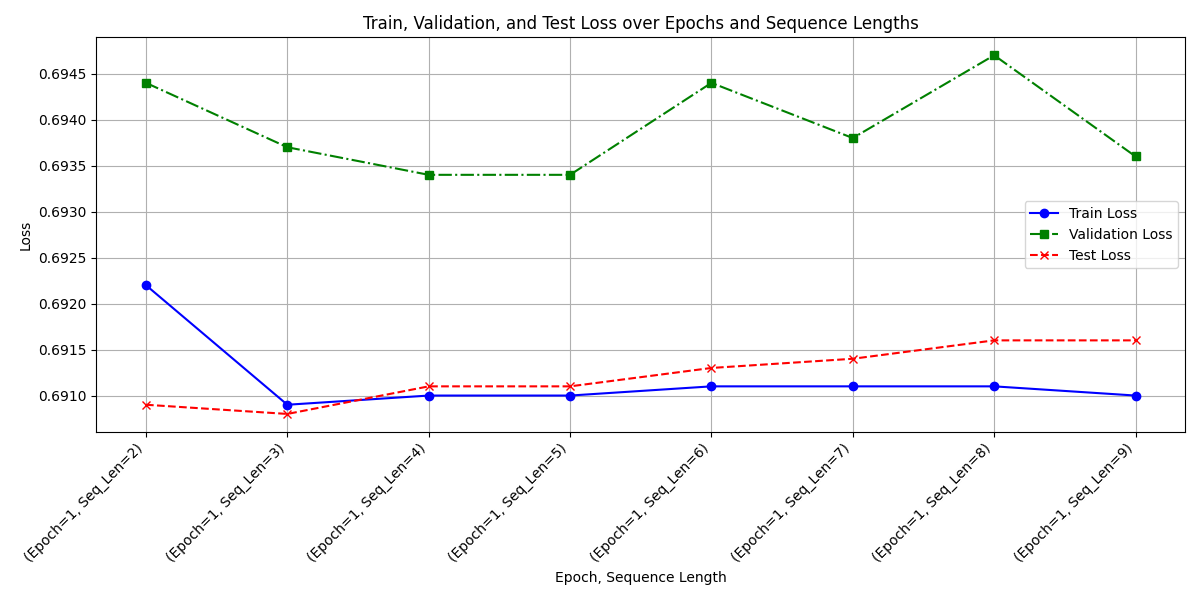 Train, Validation, and Test Loss over Epochs and Sequence Lengths
0.6945
0.6940
0.6935
0.6930
0.6925
0.6920
0.6915
0.6910
Loss
Train Loss
Validation Loss
Test Loss
(Epoch=1, Seq_Len=2)
(Epoch=1, Seq_Len=3)
(Epoch=1, Seq_Len=4)
(Epoch=1, Seq_Len=5)
(Epoch=1, Seq_Len=6)
(Epoch=1, Seq_Len=7)
(Epoch=1, Seq_Len=8)
(Epoch=1, Seq_Len=9)
Epoch, Sequence Length